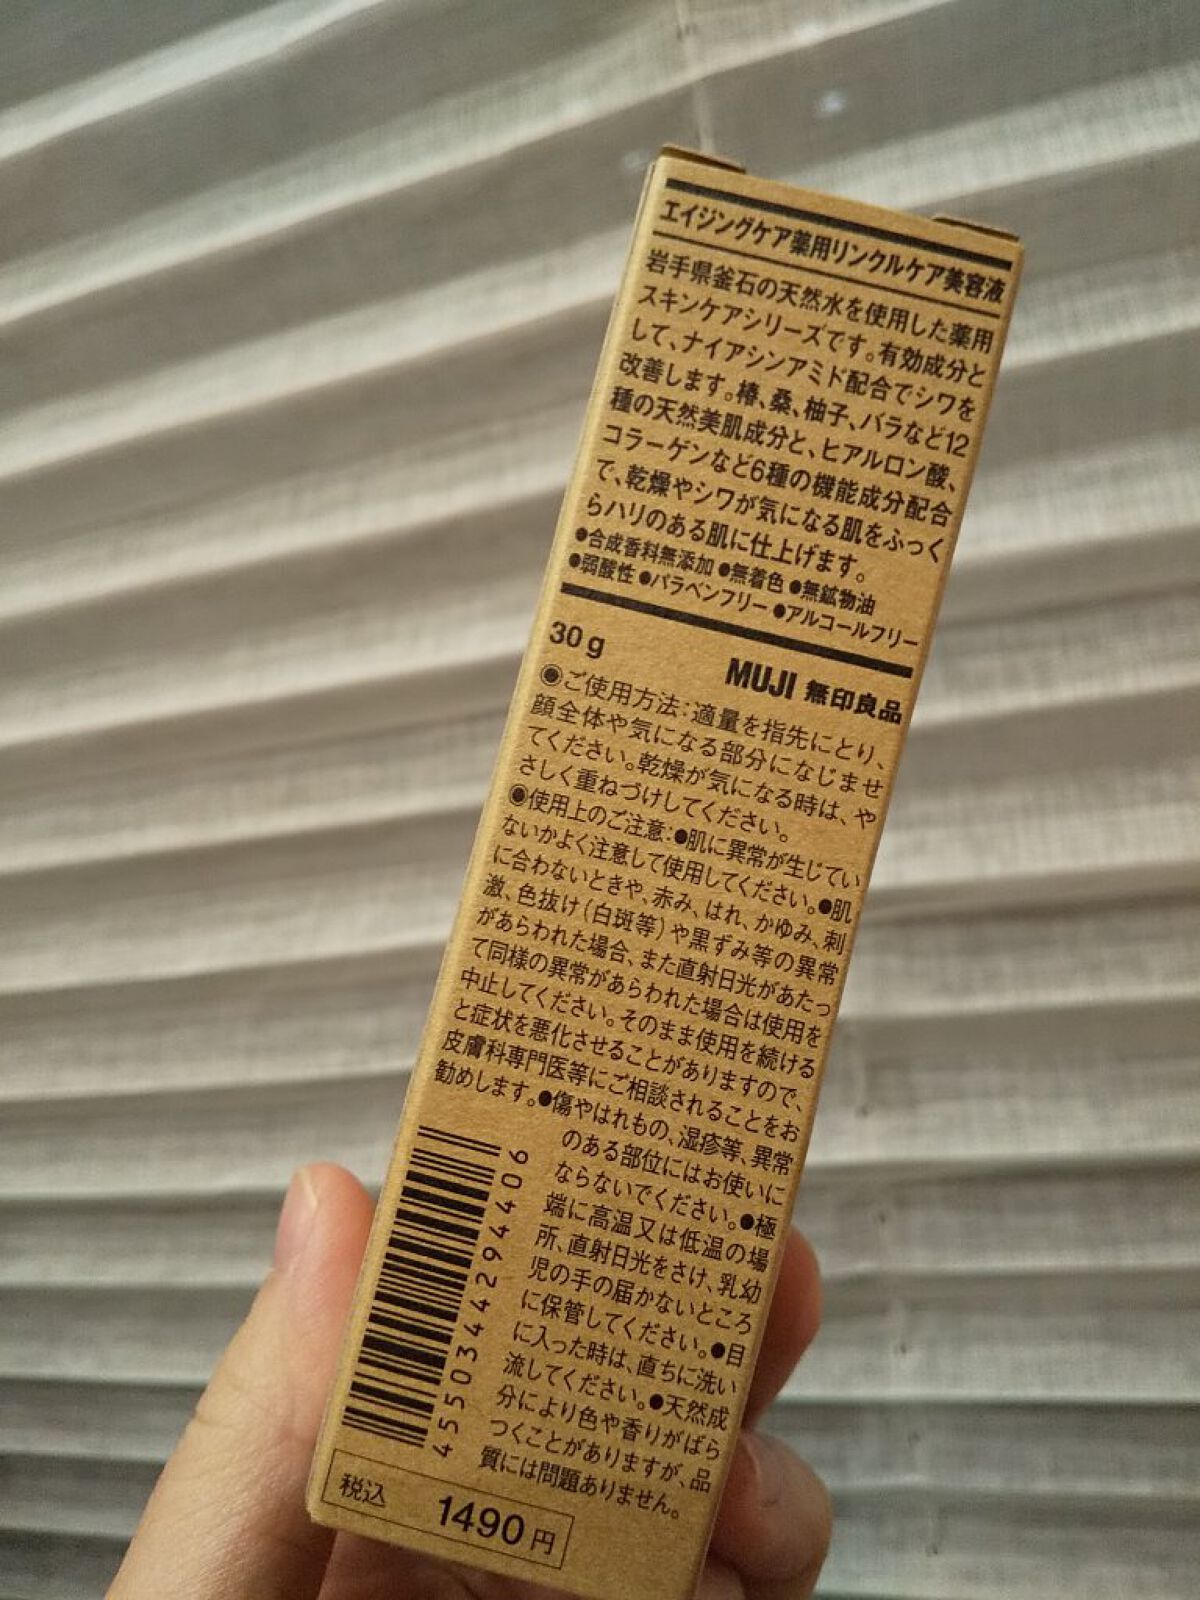 エイジングケア薬用リンクルケア美容液
岩手県釜石の天然水を使用した薬用
スキンケアシリーズです。有効成分と
して、ナイアシンアミド配合でシワを
改善します。椿、桑、柚子、バラなど12
種の天然美肌成分と、ヒアルロン酸、
コラーゲンなど6種の機能成分配合
で、乾燥やシワが気になる肌をふっく
らハリのある肌に仕上げます。
●合成香料無添加 ●無着色 ●無鉱物油
●弱酸性 ●パラベンフリー ●アルコールフリー
30g
MUJI 無印良品
◉ご使用方法：適量を指先にとり、
顔全体や気になる部分になじませ
てください。乾燥が気になる時は、や
さしく重ねづけしてください。
◉使用上のご注意：●肌に異常が生じてい
ないかよく注意して使用してください。●肌
に合わないときや、赤み、はれ、かゆみ、刺
激、色抜け（白斑等）や黒ずみ等の異常
があらわれた場合、また直射日光があたっ
て同様の異常があらわれた場合は使用を
中止してください。そのまま使用を続ける
と症状を悪化させることがありますので、
皮膚科専門医等にご相談されることをお
勧めします。●傷やはれもの、湿疹等、異常
のある部位にはお使いに
ならないでください。●極
端に高温又は低温の場
所、直射日光をさけ、乳幼
児の手の届かないところ
に保管してください。●目
に入った時は、直ちに洗い
流してください。●天然成
分により色や香りがばら
つくことがありますが、品
質には問題ありません。
4550344294406
税込 1490円